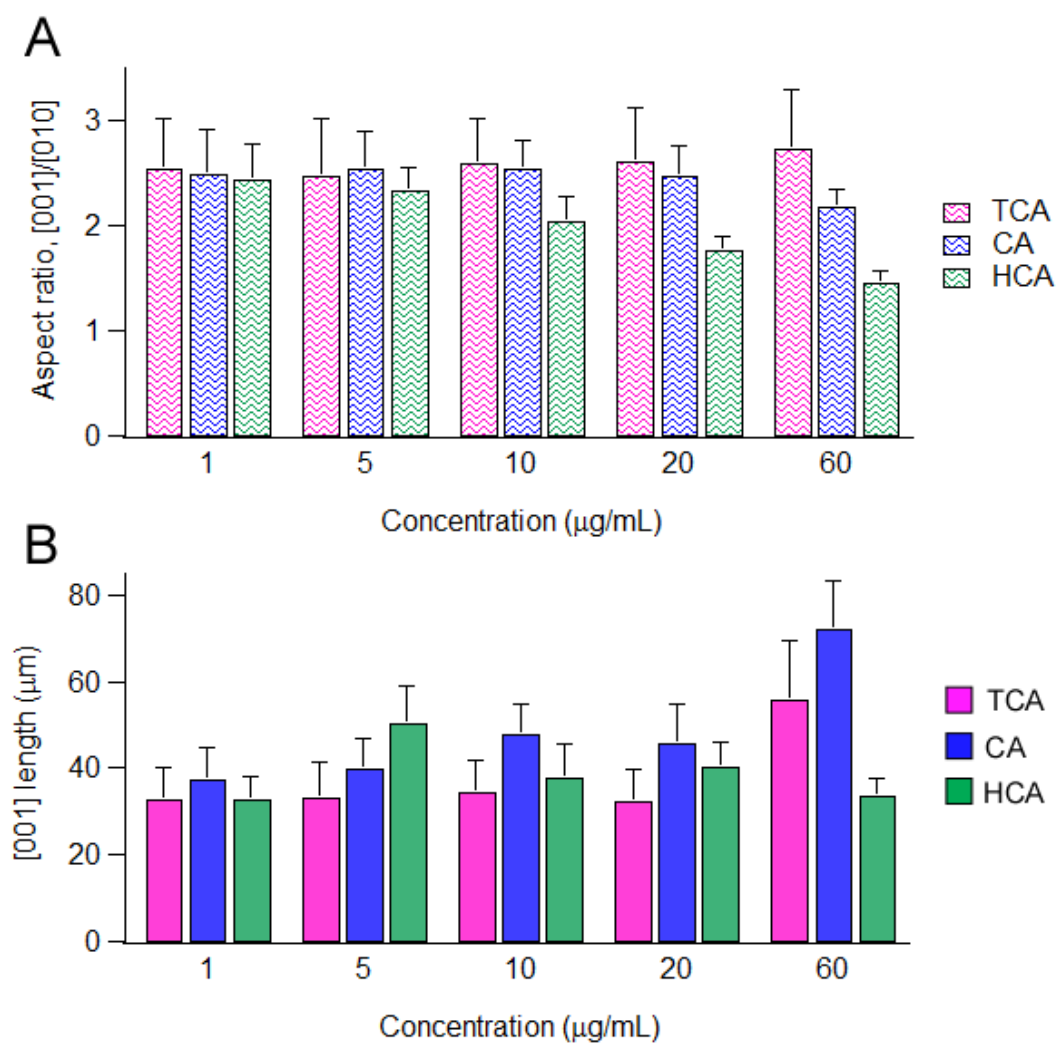 A
Aspect ratio, [001]/[010]
3
2
1
0
1 5 10 20 60
Concentration (μg/mL)
TCA
CA
HCA
B
[001] length (μm)
80
60
40
20
0
1 5 10 20 60
Concentration (μg/mL)
TCA
CA
HCA